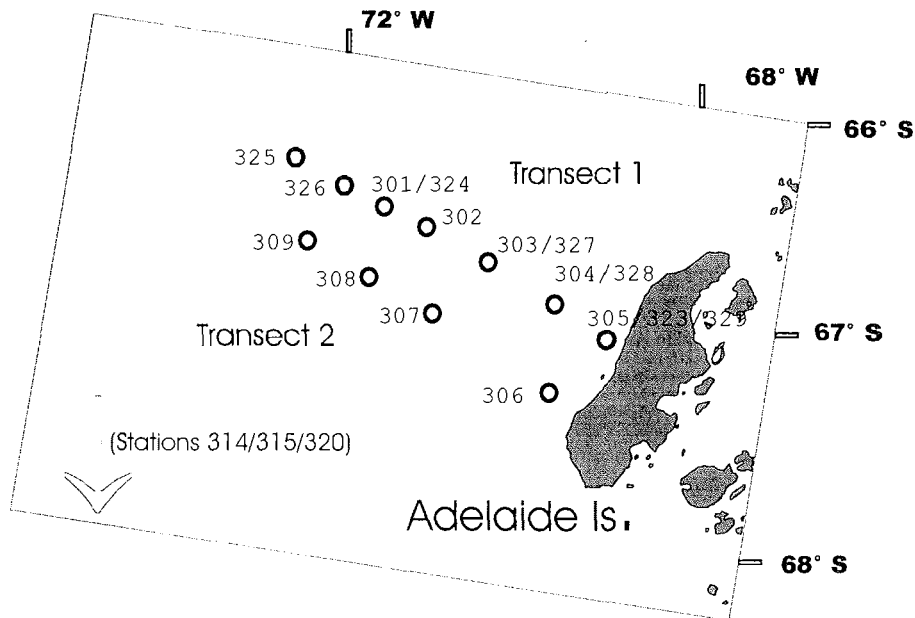 72° W
68° W
66° S
325
326
301/324
Transect 1
302
309
303/327
308
304/328
307
305/323/329
Transect 2
67° S
306
(Stations 314/315/320)
Adelaide Is.
68° S